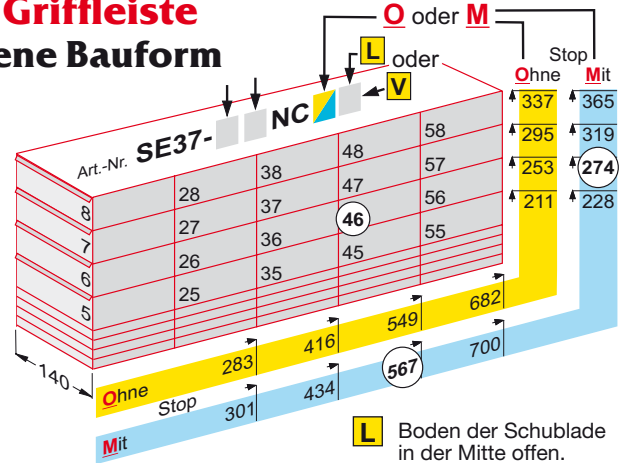 Griffleiste
ene Bauform
O oder M
L oder
V
Stop
Ohne Mit
Art.-Nr. SE37- NC
337 365
295 319
253 274
211 228
8 28 38 48 58
7 27 37 47 57
6 26 36 46 56
5 25 35 45 55
140
Ohne 283 416 549 682
Stop
Mit 301 434 567 700
L Boden der Schublade
in der Mitte offen.